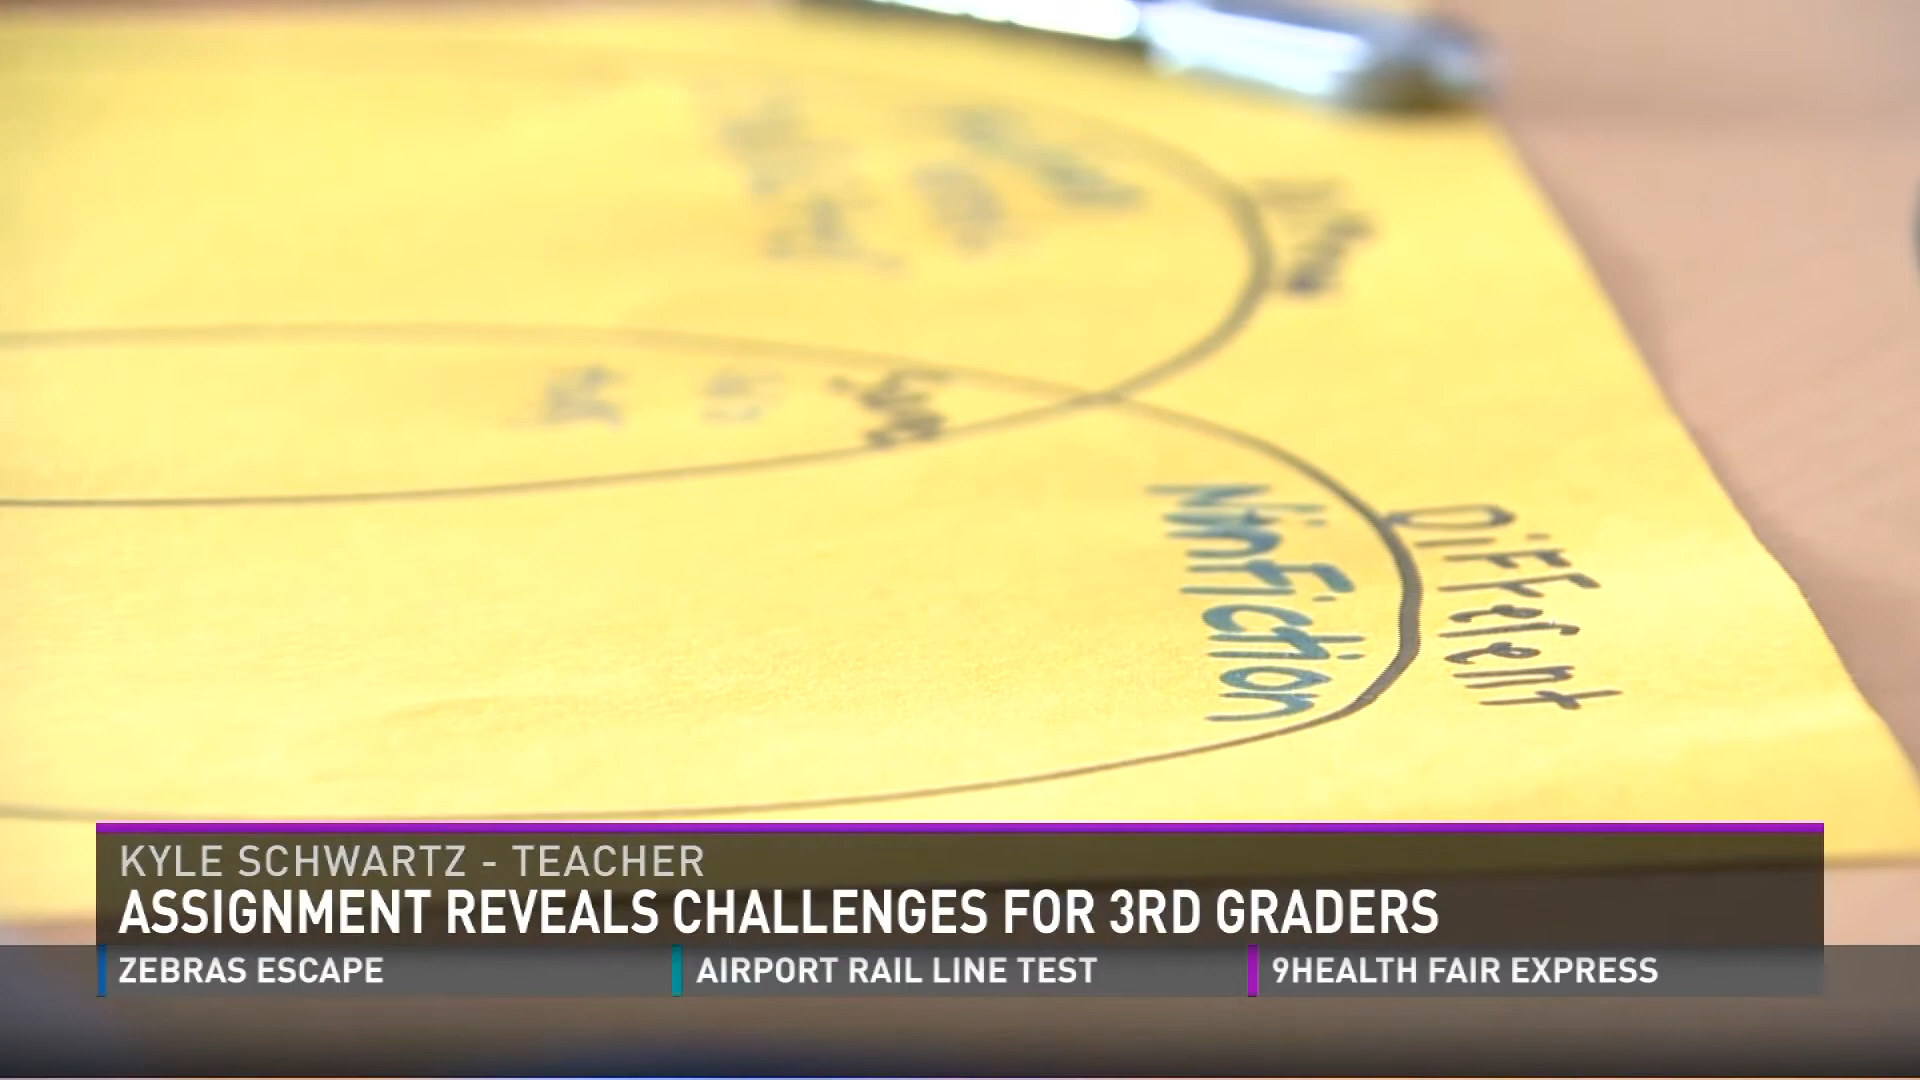 Different
Nonfiction
KYLE SCHWARTZ - TEACHER
ASSIGNMENT REVEALS CHALLENGES FOR 3RD GRADERS
ZEBRAS ESCAPE
AIRPORT RAIL LINE TEST
9HEALTH FAIR EXPRESS